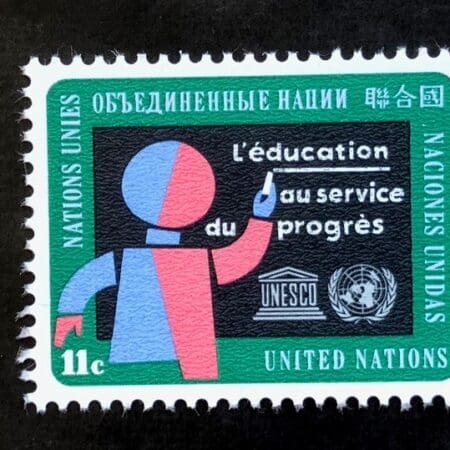 ОБЪЕДИНЕННЫЕ НАЦИИ 聯合國
NATIONS UNIES
L'éducation
au service
du progrès
UNESCO
NACIONES UNIDAS
11c
UNITED NATIONS